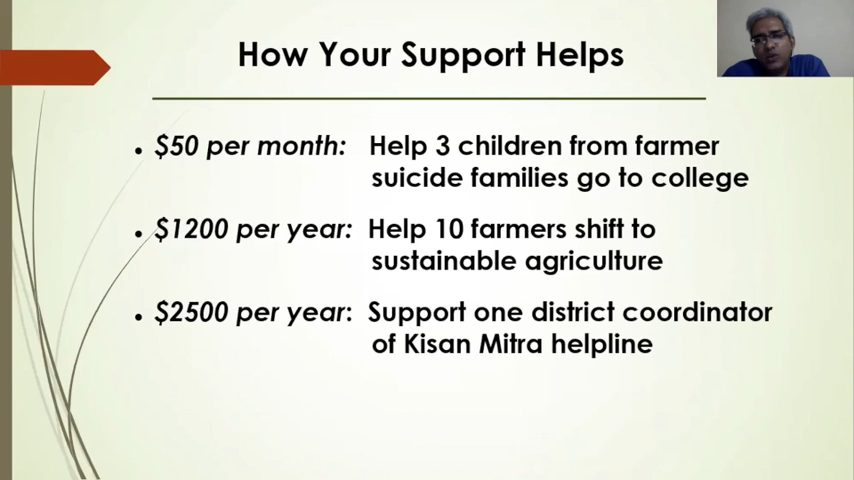 How Your Support Helps
• $50 per month: Help 3 children from farmer
suicide families go to college
• $1200 per year: Help 10 farmers shift to
sustainable agriculture
• $2500 per year: Support one district coordinator
of Kisan Mitra helpline